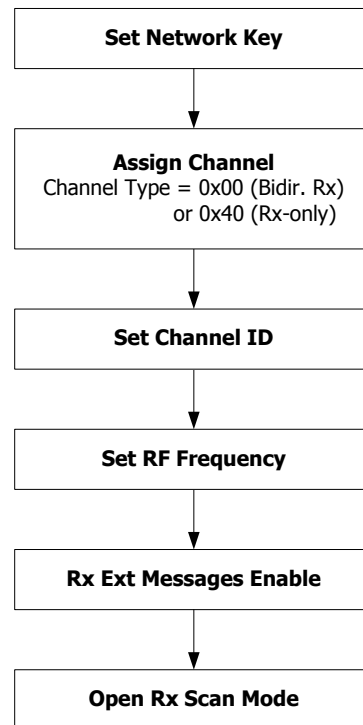 Set Network Key
Assign Channel
Channel Type = 0x00 (Bidir. Rx)
or 0x40 (Rx-only)
Set Channel ID
Set RF Frequency
Rx Ext Messages Enable
Open Rx Scan Mode